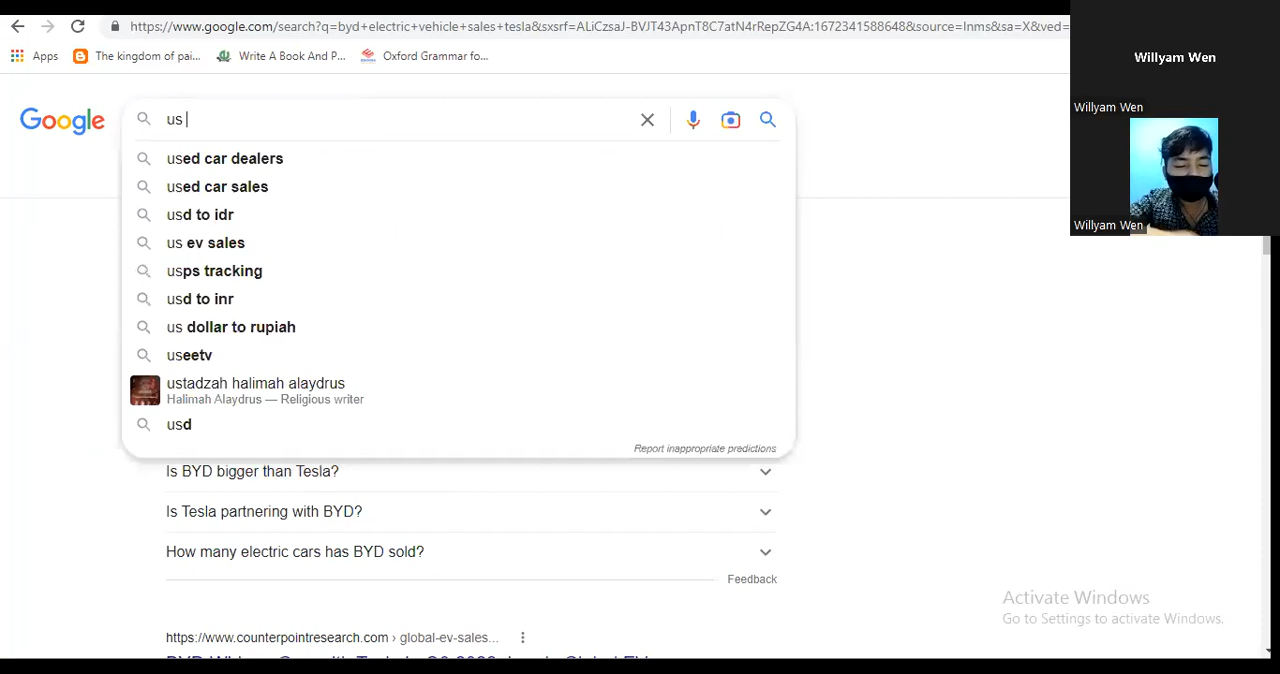 https://www.google.com/search?q=byd+electric+vehicle+sales+tesla&sxsrf=ALiCzsaJ-BVJT43ApnT8C7atN4rRepZG4A:1672341588648&source=lnms&sa=X&ved=
Apps The kingdom of pai... Write A Book And P... Oxford Grammar fo...
Willyam Wen
Willyam Wen
Willyam Wen
Google
us
used car dealers
used car sales
usd to idr
us ev sales
usps tracking
usd to inr
us dollar to rupiah
useetv
ustadzah halimah alaydrus
Halimah Alaydrus — Religious writer
usd
Report inappropriate predictions
Is BYD bigger than Tesla?
Is Tesla partnering with BYD?
How many electric cars has BYD sold?
Feedback
Activate Windows
Go to Settings to activate Windows.
https://www.counterpointresearch.com › global-ev-sales...